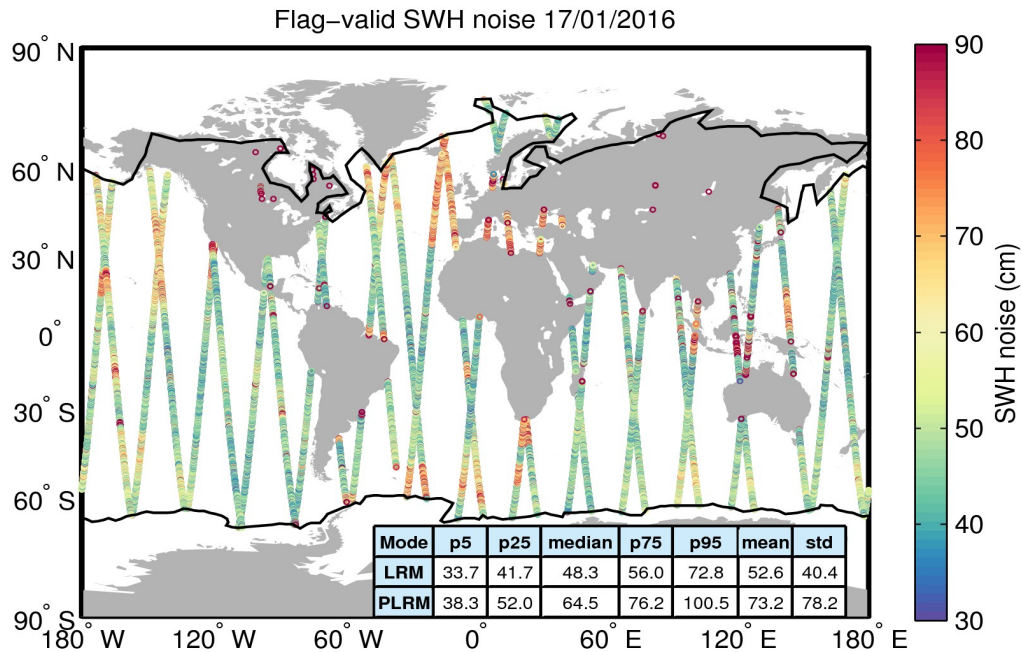 Flag−valid SWH noise 17/01/2016
90° N
60° N
30° N
0°
30° S
60° S
90° S
180° W
120° W
60° W
0°
60° E
120° E
180° E
Mode p5 p25 median p75 p95 mean std
LRM 33.7 41.7 48.3 56.0 72.8 52.6 40.4
PLRM 38.3 52.0 64.5 76.2 100.5 73.2 78.2
90
80
70
60
50
40
30
SWH noise (cm)